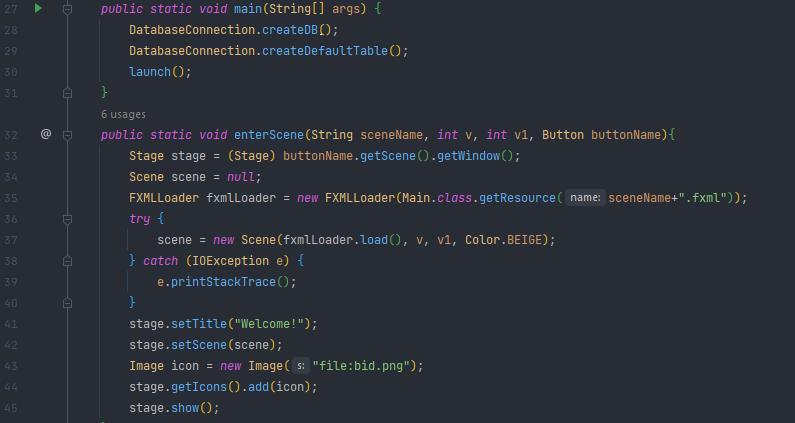 27 public static void main(String[] args) {
28 DatabaseConnection.createDB();
29 DatabaseConnection.createDefaultTable();
30 launch();
31 }
6 usages
32 @ public static void enterScene(String sceneName, int v, int v1, Button buttonName){
33 Stage stage = (Stage) buttonName.getScene().getWindow();
34 Scene scene = null;
35 FXMLLoader fxmlLoader = new FXMLLoader(Main.class.getResource( name: sceneName+".fxml"));
36 try {
37 scene = new Scene(fxmlLoader.load(), v, v1, Color.BEIGE);
38 } catch (IOException e) {
39 e.printStackTrace();
40 }
41 stage.setTitle("Welcome!");
42 stage.setScene(scene);
43 Image icon = new Image( s: "file:bid.png");
44 stage.getIcons().add(icon);
45 stage.show();